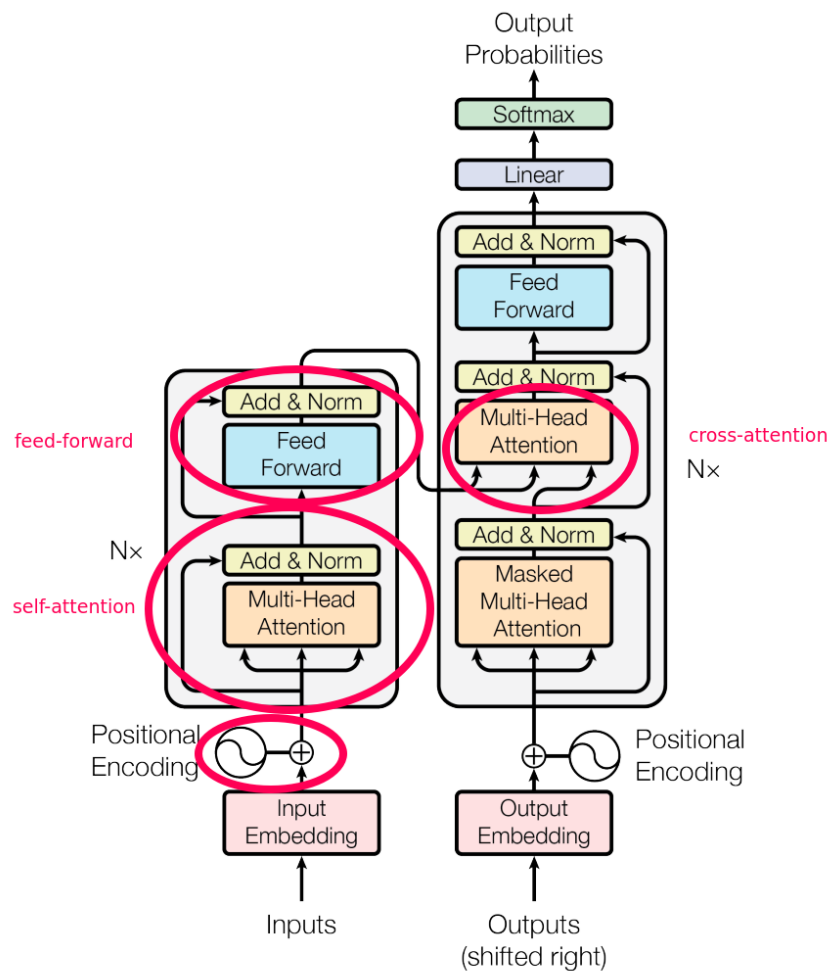 Output
Probabilities
Softmax
Linear
Add & Norm
Feed
Forward
Add & Norm
Multi-Head
Attention
cross-attention
N×
Add & Norm
Masked
Multi-Head
Attention
Add & Norm
feed-forward
Feed
Forward
N×
Add & Norm
self-attention
Multi-Head
Attention
Positional
Encoding
Positional
Encoding
Input
Embedding
Output
Embedding
Inputs
Outputs
(shifted right)